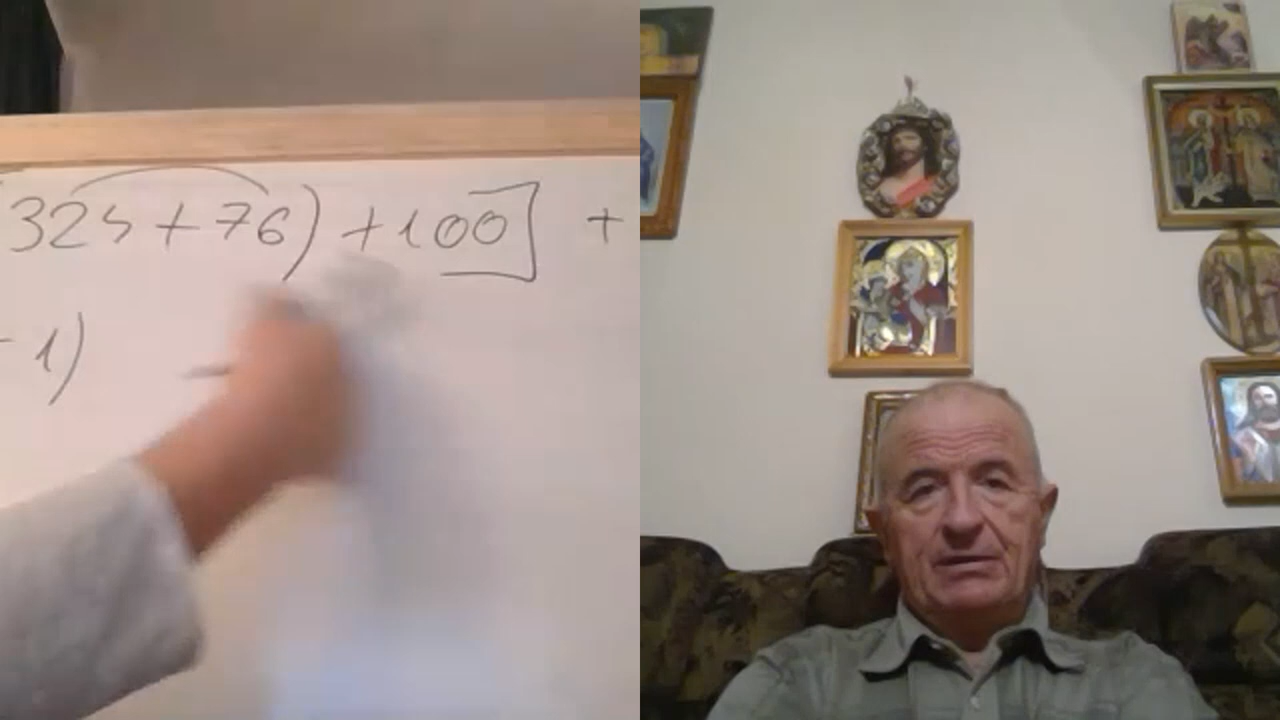 (324+76)+100] +
- 1)